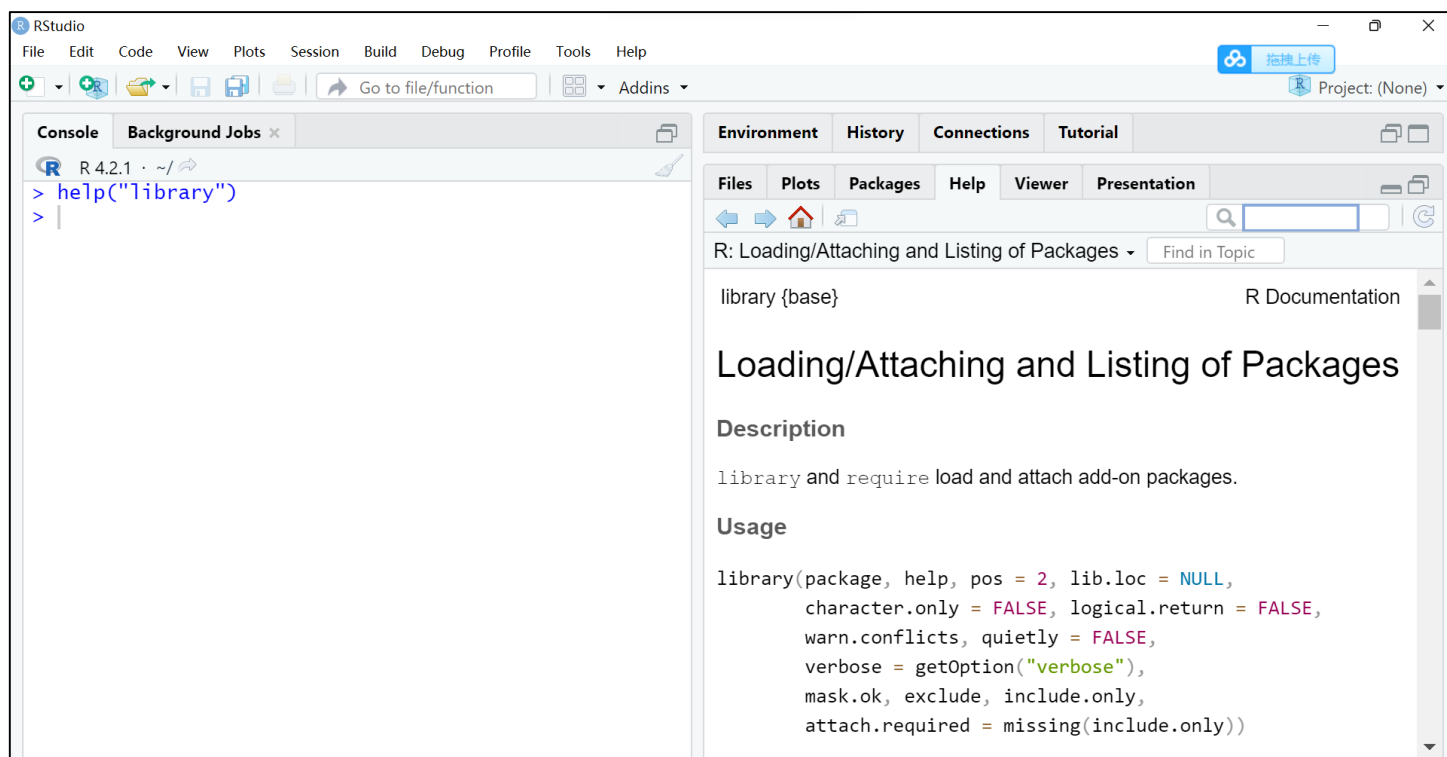 RStudio
File Edit Code View Plots Session Build Debug Profile Tools Help
拖拽上传
Go to file/function Addins Project: (None)
Console Background Jobs
R 4.2.1 · ~/
> help("library")
>
Environment History Connections Tutorial
Files Plots Packages Help Viewer Presentation
R: Loading/Attaching and Listing of Packages Find in Topic
library {base} R Documentation
Loading/Attaching and Listing of Packages
Description
library and require load and attach add-on packages.
Usage
library(package, help, pos = 2, lib.loc = NULL,
character.only = FALSE, logical.return = FALSE,
warn.conflicts, quietly = FALSE,
verbose = getOption("verbose"),
mask.ok, exclude, include.only,
attach.required = missing(include.only))